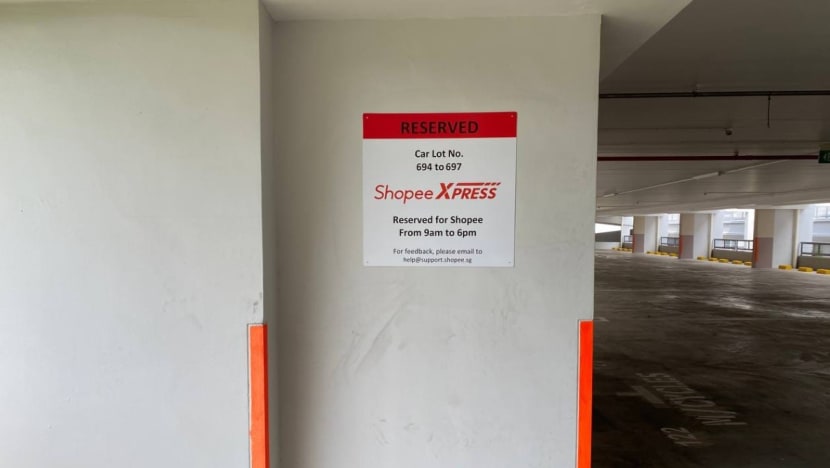 RESERVED
Car Lot No.
694 to 697
Shopee XPRESS
Reserved for Shopee
From 9am to 6pm
For feedback, please email to
help@support.shopee.sg